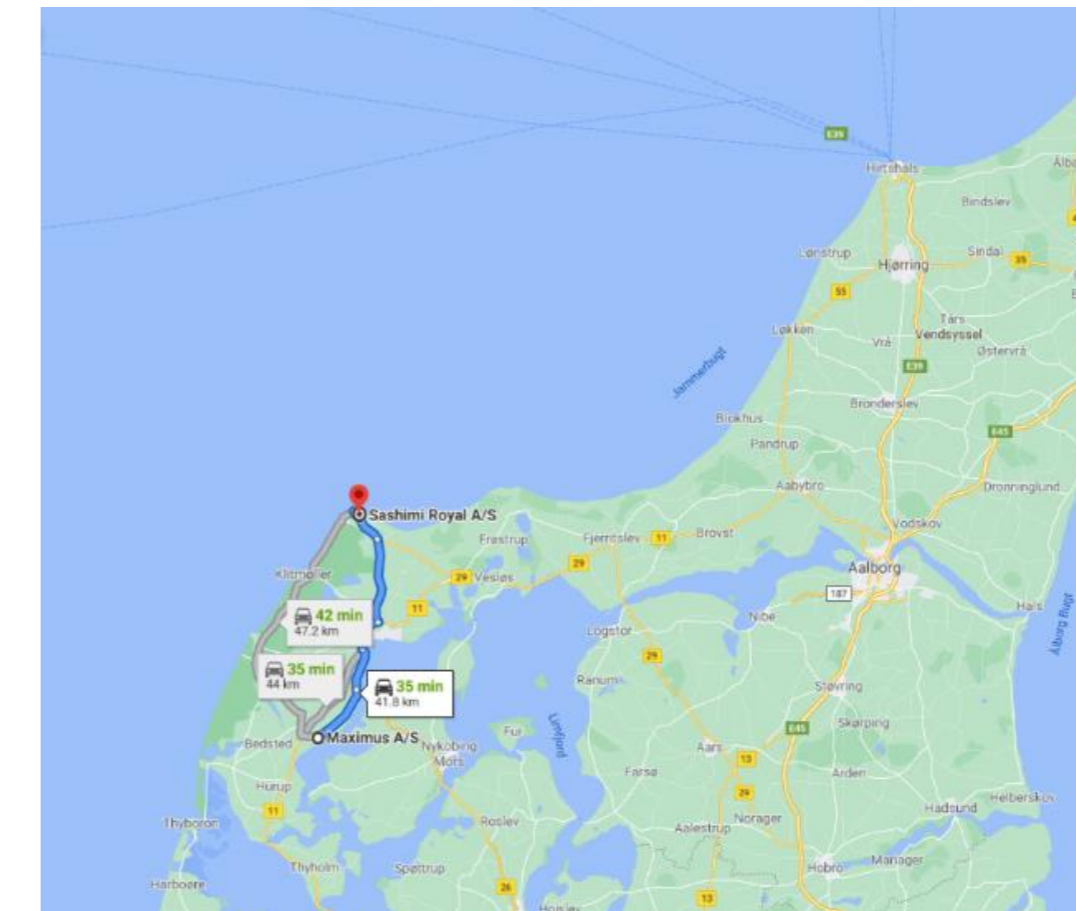 E39
Hirtshals
Bindslev
Lønstrup
Sindal
35
Hjørring
55
Tårs
Løkken
Vrå
Vendsyssel
Østervrå
E39
Jammerbugt
Brønderslev
Blokhus
E45
Pandrup
Aabybro
Dronninglund
Sashimi Royal A/S
Vodskov
Frøstrup
Fjerritslev
11
Brovst
29
Aalborg
Klitmøller
29
Vesløs
187
11
Hals
42 min
47.2 km
Nibe
Ålborg Bugt
Løgstør
29
35 min
44 km
35 min
41.8 km
Ranum
Støvring
Limfjord
Skørping
Fur
E45
Maximus A/S
Bedsted
Nykøbing
Mors
Aars
13
Farsø
Arden
Hurup
29
Helberskov
11
Hadsund
Thyborøn
Roslev
Nørager
Aalestrup
Thyholm
Spøttrup
Hobro
Mariager
Harboøre
26
13